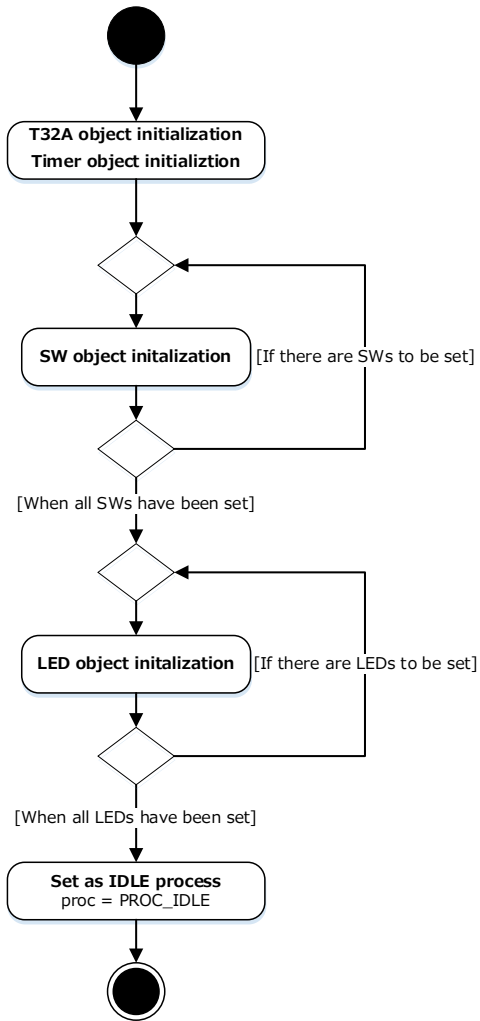 T32A object initialization
Timer object initializtion
SW object initalization
[If there are SWs to be set]
[When all SWs have been set]
LED object initalization
[If there are LEDs to be set]
[When all LEDs have been set]
Set as IDLE process
proc = PROC_IDLE